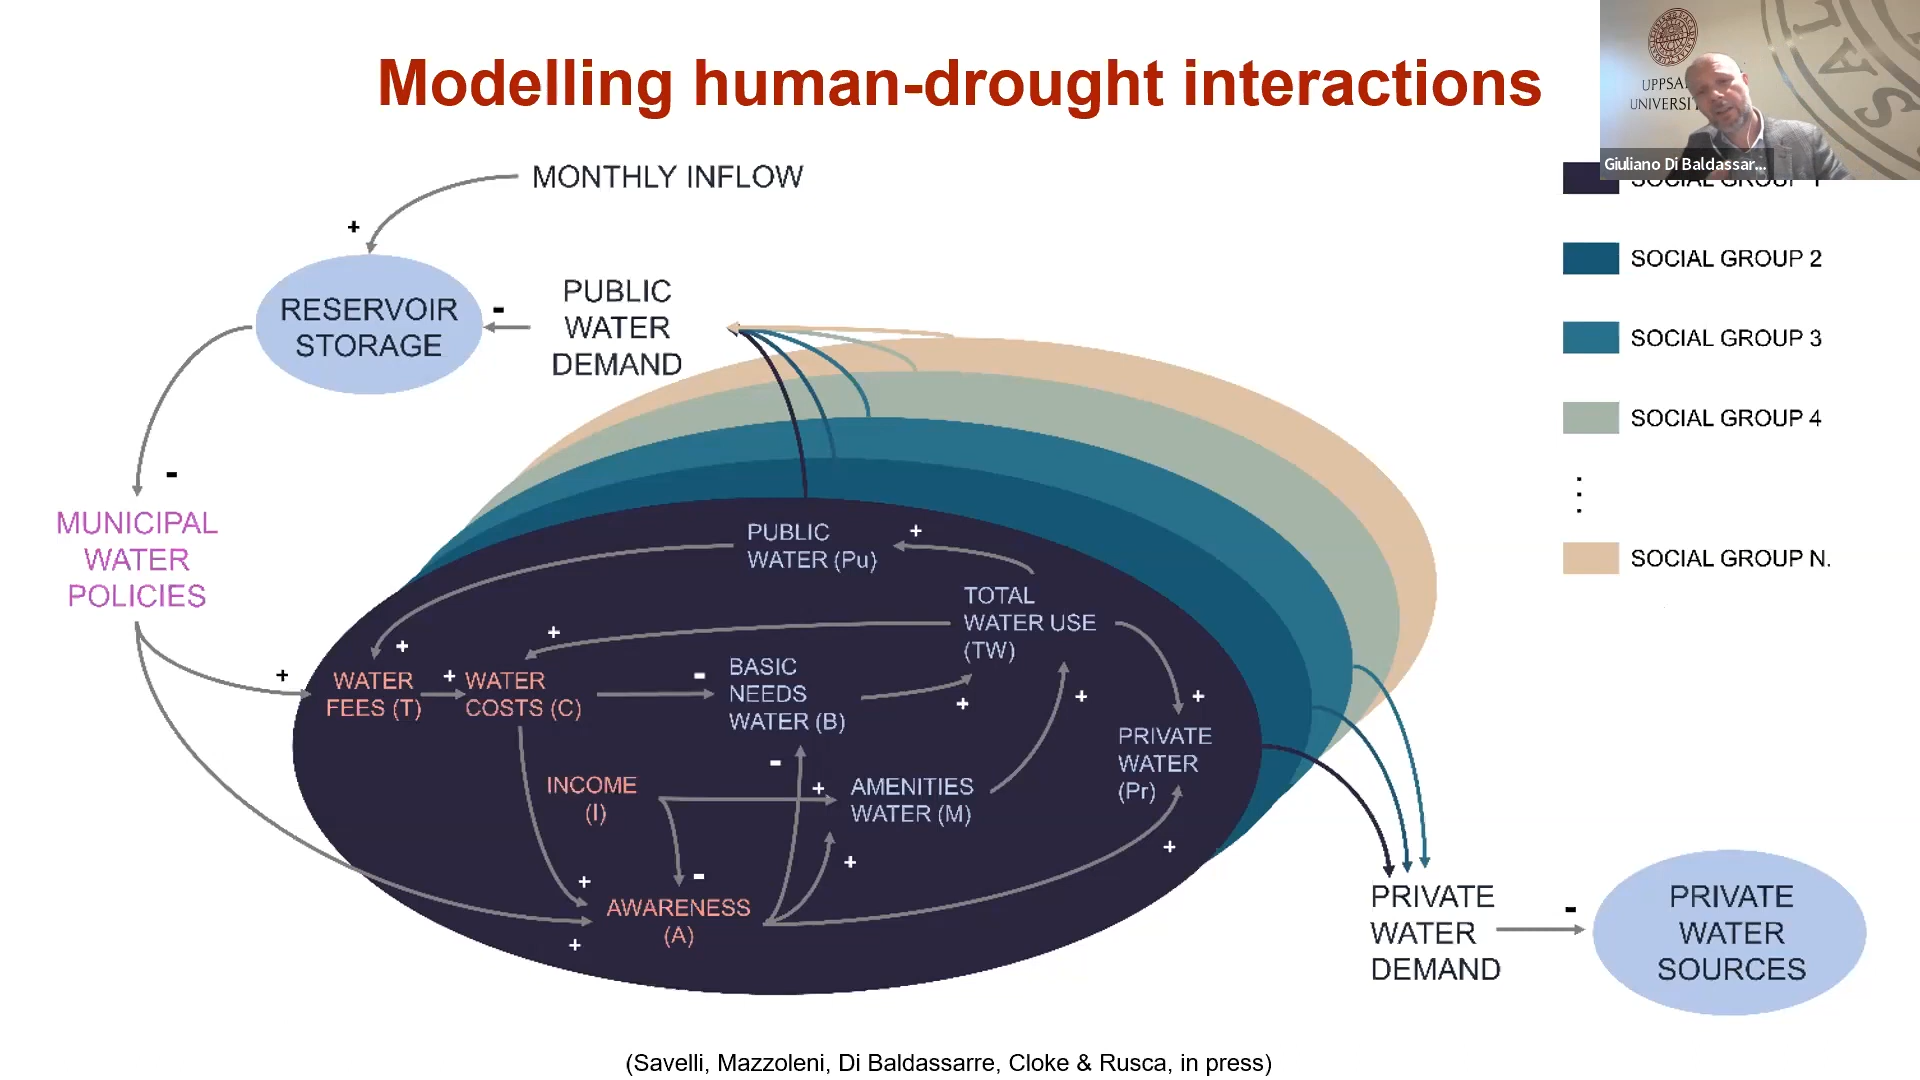 Modelling human-drought interactions
UPPSA
UNIVERSI
Giuliano Di Baldassar...
MONTHLY INFLOW
+
RESERVOIR
STORAGE
-
PUBLIC
WATER
DEMAND
SOCIAL GROUP 1
SOCIAL GROUP 2
SOCIAL GROUP 3
SOCIAL GROUP 4
⋮
SOCIAL GROUP N.
-
MUNICIPAL
WATER
POLICIES
+
PUBLIC
WATER (Pu)
+
TOTAL
WATER USE
(TW)
+
+
WATER
FEES (T)
+
WATER
COSTS (C)
-
BASIC
NEEDS
WATER (B)
+
+
+
PRIVATE
WATER
(Pr)
-
INCOME
(I)
+
AMENITIES
WATER (M)
+
+
+
-
AWARENESS
(A)
+
PRIVATE
WATER
DEMAND
-
PRIVATE
WATER
SOURCES
(Savelli, Mazzoleni, Di Baldassarre, Cloke & Rusca, in press)